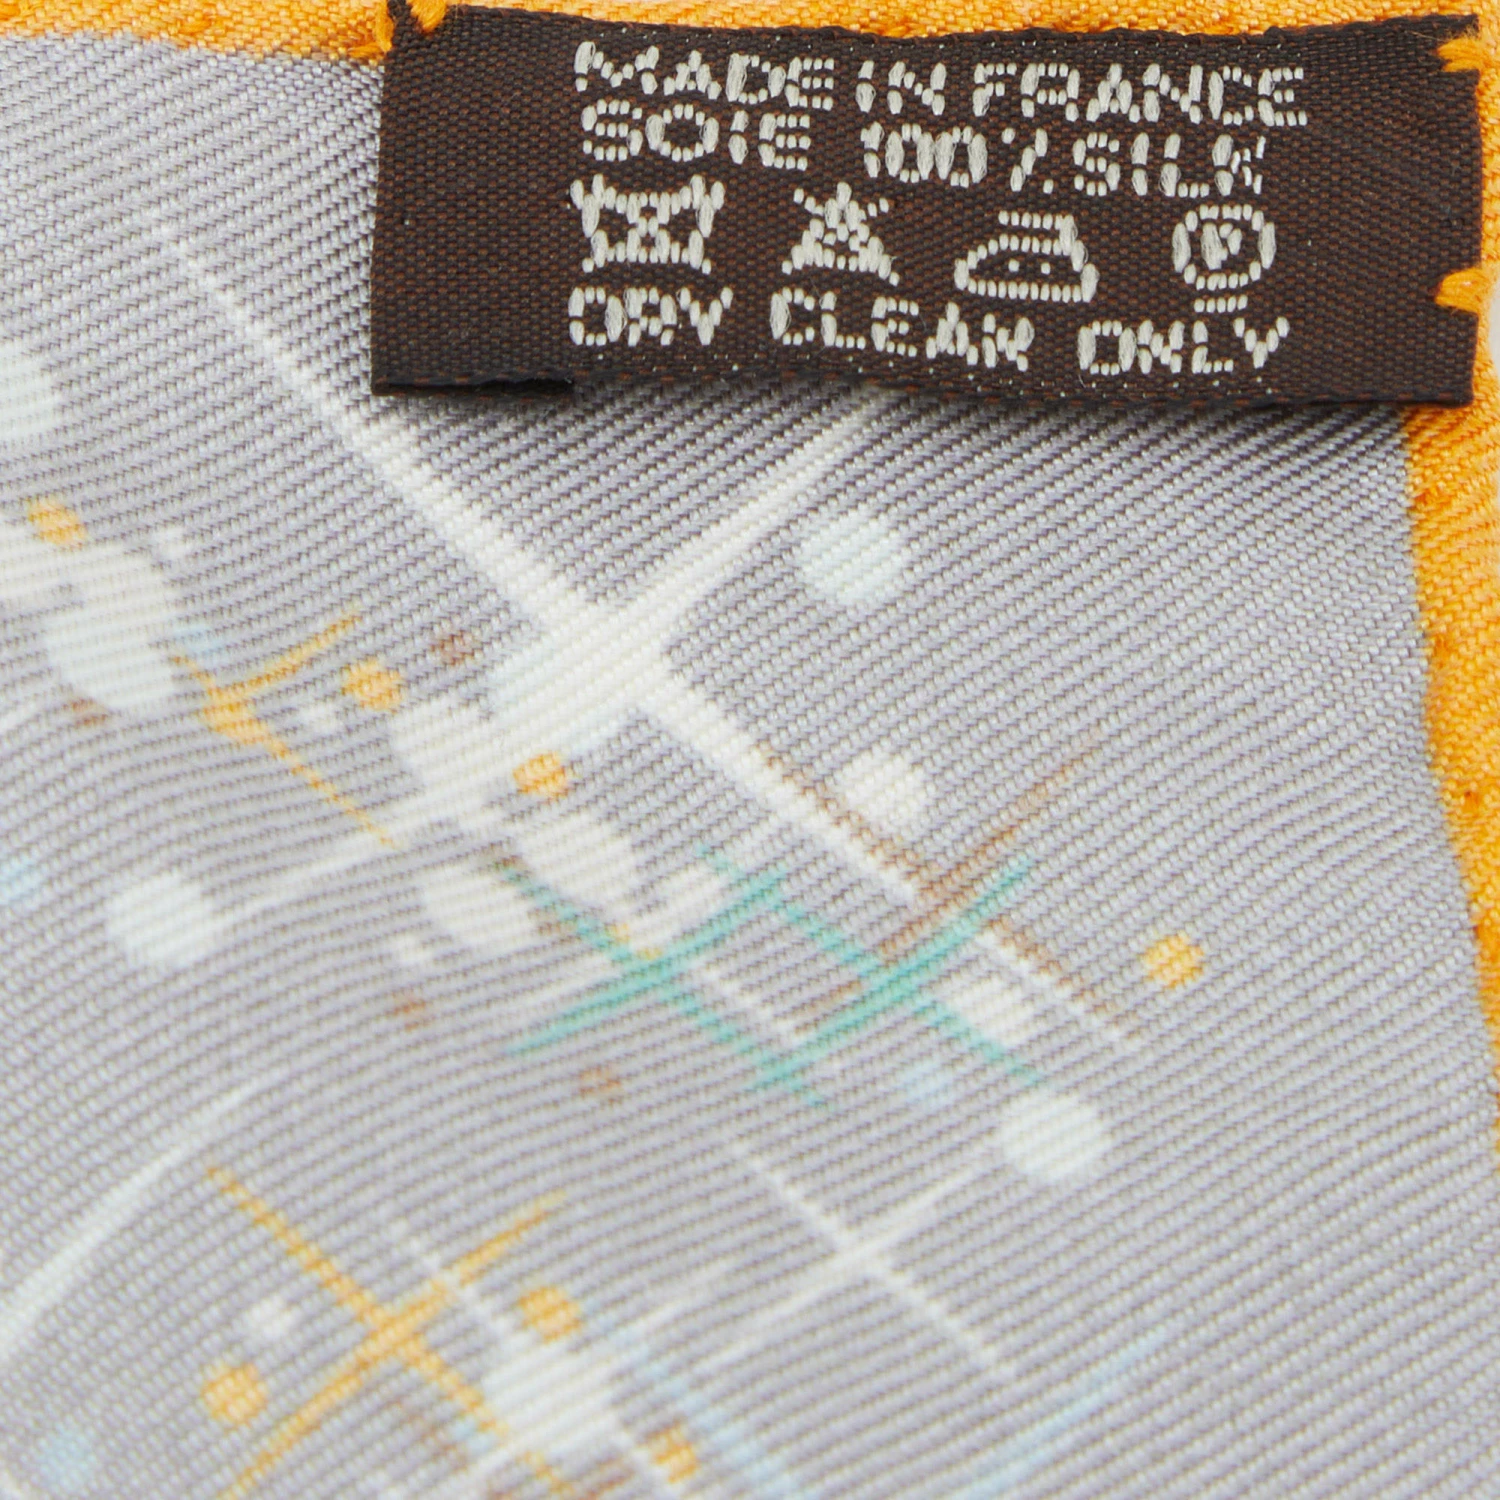 MADE IN FRANCE
SOIE 100% SILK
P
DRY CLEAN ONLY